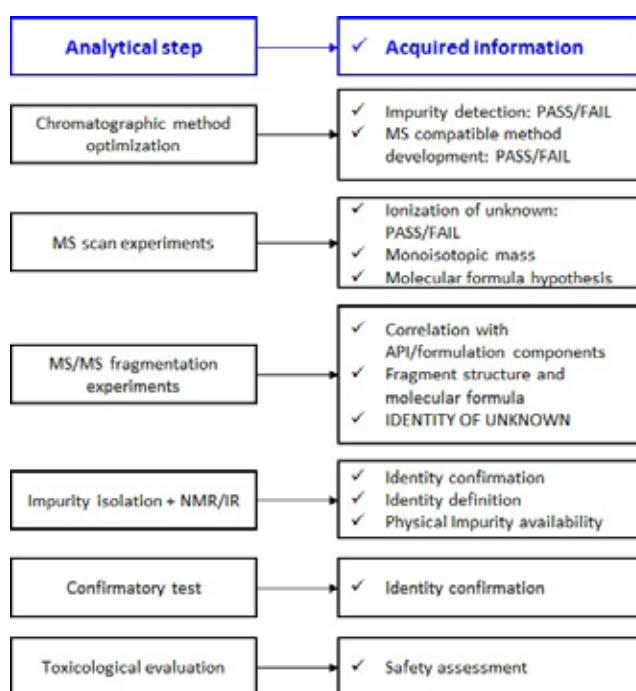 Analytical step
✓ Acquired information
Chromatographic method
optimization
✓ Impurity detection: PASS/FAIL
✓ MS compatible method
development: PASS/FAIL
MS scan experiments
✓ Ionization of unknown:
PASS/FAIL
✓ Monoisotopic mass
✓ Molecular formula hypothesis
MS/MS fragmentation
experiments
✓ Correlation with
API/formulation components
✓ Fragment structure and
molecular formula
✓ IDENTITY OF UNKNOWN
Impurity isolation + NMR/IR
✓ Identity confirmation
✓ Identity definition
✓ Physical Impurity availability
Confirmatory test
✓ Identity confirmation
Toxicological evaluation
✓ Safety assessment